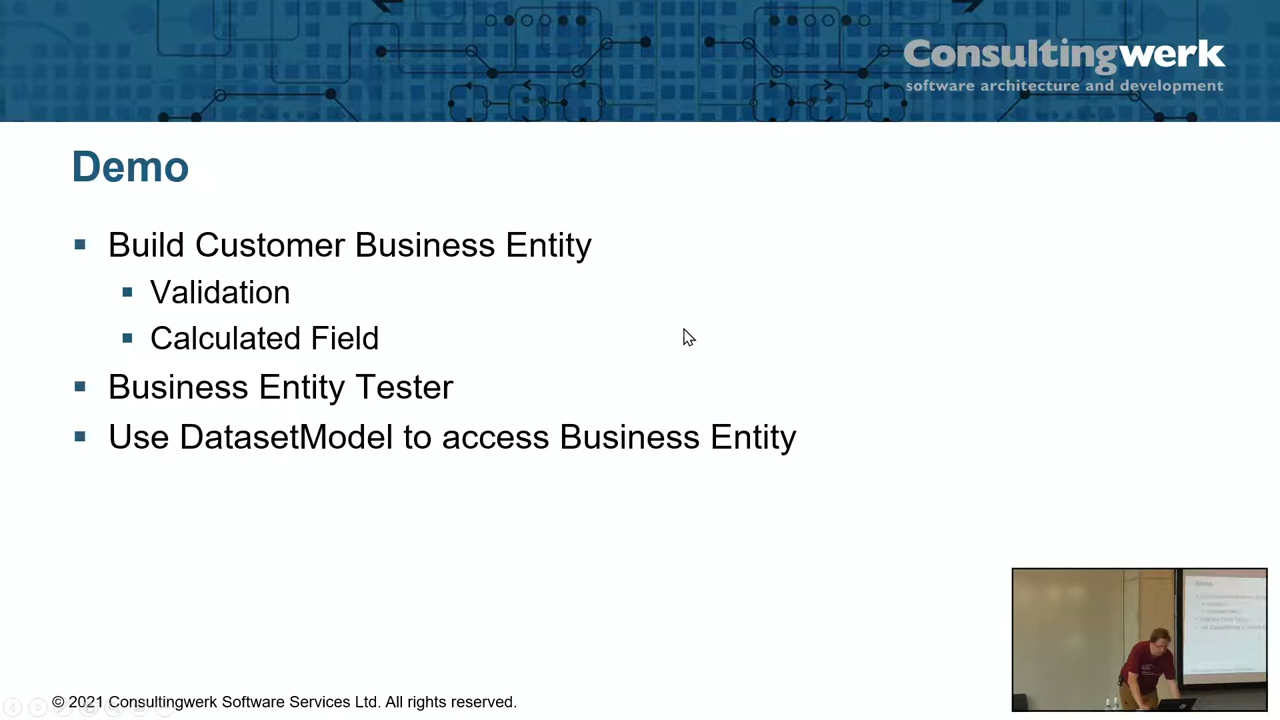 Consultingwerk
software architecture and development
Demo
Build Customer Business Entity
Validation
Calculated Field
Business Entity Tester
Use DatasetModel to access Business Entity
© 2021 Consultingwerk Software Services Ltd. All rights reserved.